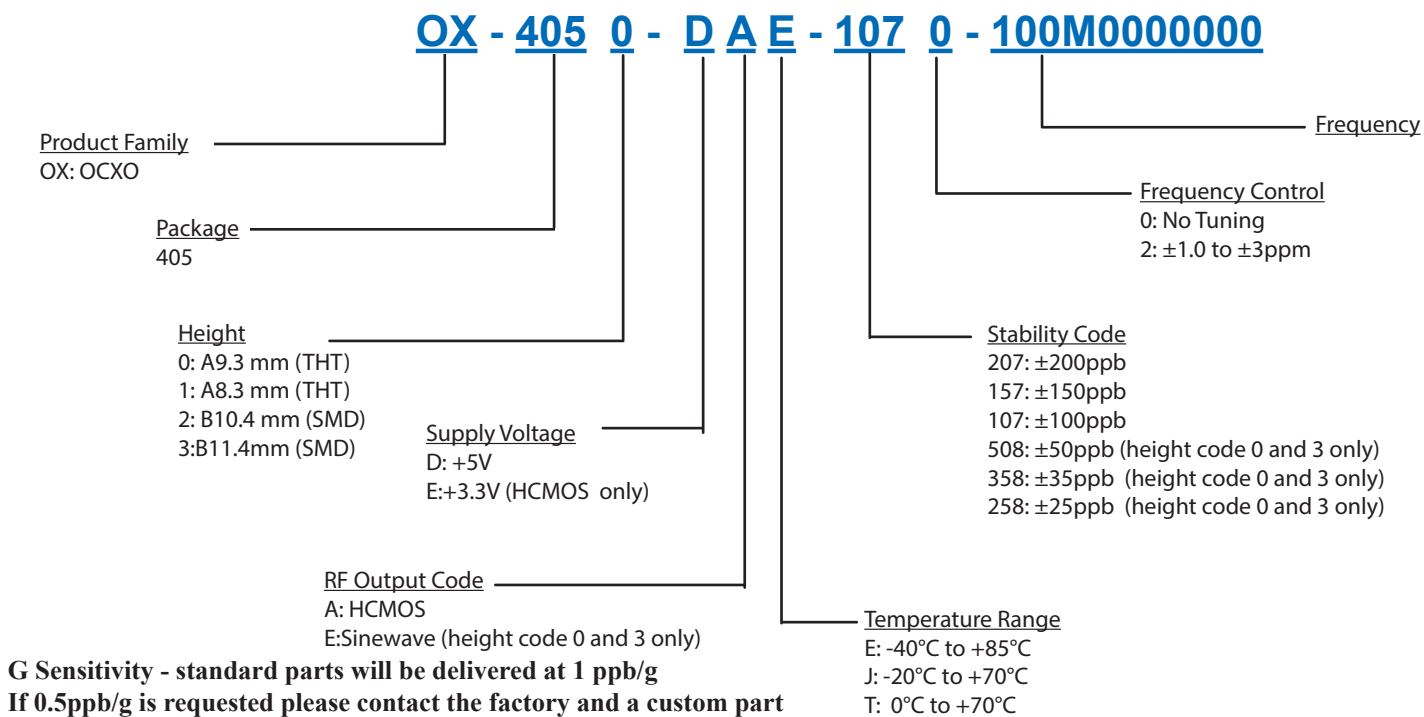 OX - 405 0 - D A E - 107 0 - 100M0000000
Product Family
OX: OCXO
Package
405
Height
0: A9.3 mm (THT)
1: A8.3 mm (THT)
2: B10.4 mm (SMD)
3:B11.4mm (SMD)
Supply Voltage
D: +5V
E:+3.3V (HCMOS only)
RF Output Code
A: HCMOS
E:Sinewave (height code 0 and 3 only)
Frequency
Frequency Control
0: No Tuning
2: ±1.0 to ±3ppm
Stability Code
207: ±200ppb
157: ±150ppb
107: ±100ppb
508: ±50ppb (height code 0 and 3 only)
358: ±35ppb (height code 0 and 3 only)
258: ±25ppb (height code 0 and 3 only)
Temperature Range
E: -40°C to +85°C
J: -20°C to +70°C
T: 0°C to +70°C
G Sensitivity - standard parts will be delivered at 1 ppb/g
If 0.5ppb/g is requested please contact the factory and a custom part